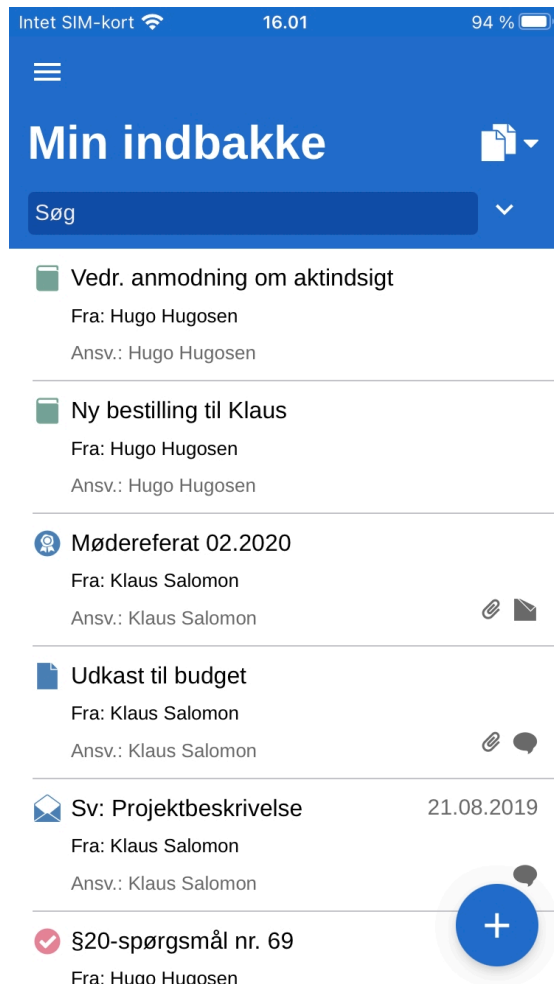 Intet SIM-kort 16.01 94 %
Min indbakke
Søg
Vedr. anmodning om aktindsigt
Fra: Hugo Hugosen
Ansv.: Hugo Hugosen
Ny bestilling til Klaus
Fra: Hugo Hugosen
Ansv.: Hugo Hugosen
Mødereferat 02.2020
Fra: Klaus Salomon
Ansv.: Klaus Salomon
Udkast til budget
Fra: Klaus Salomon
Ansv.: Klaus Salomon
Sv: Projektbeskrivelse 21.08.2019
Fra: Klaus Salomon
Ansv.: Klaus Salomon
§20-spørgsmål nr. 69
Fra: Hugo Hugosen